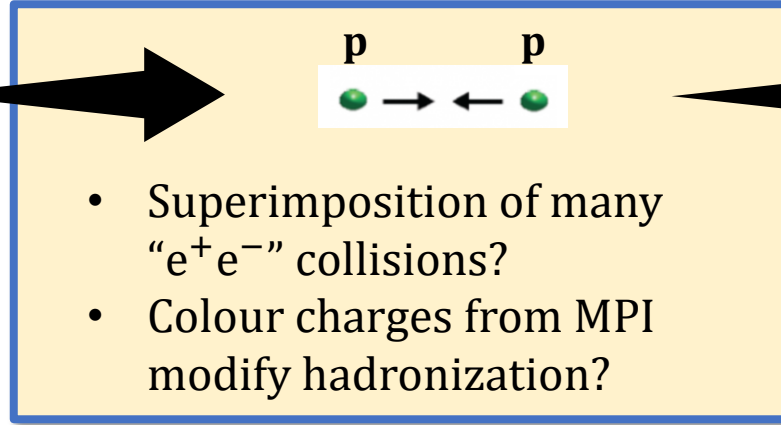 p p
• Superimposition of many
“e⁺e⁻” collisions?
• Colour charges from MPI
modify hadronization?